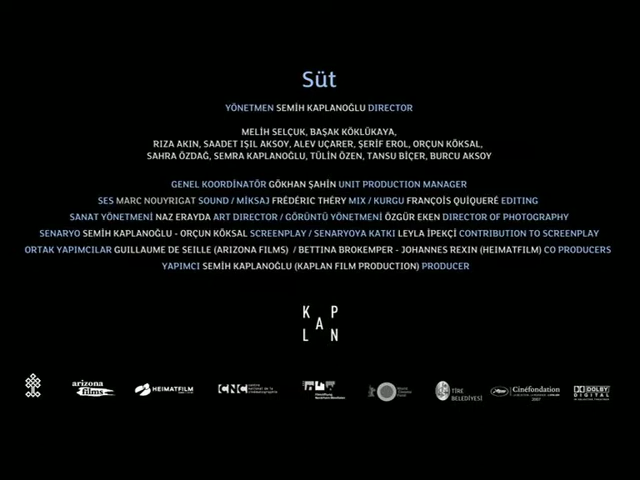 Süt
YÖNETMEN SEMİH KAPLANOĞLU DIRECTOR
MELİH SELÇUK, BAŞAK KÖKLÜKAYA,
RIZA AKIN, SAADET IŞIL AKSOY, ALEV UÇARER, ŞERİF EROL, ORÇUN KÖKSAL,
SAHRA ÖZDAĞ, SEMRA KAPLANOĞLU, TÜLİN ÖZEN, TANSU BİÇER, BURCU AKSOY
GENEL KOORDİNATÖR GÖKHAN ŞAHİN UNIT PRODUCTION MANAGER
SES MARC NOUYRIGAT SOUND / MİKSAJ FRÉDÉRIC THÉRY MIX / KURGU FRANÇOIS QUIQUERÉ EDITING
SANAT YÖNETMENİ NAZ ERAYDA ART DIRECTOR / GÖRÜNTÜ YÖNETMENİ ÖZGÜR EKEN DIRECTOR OF PHOTOGRAPHY
SENARYO SEMİH KAPLANOĞLU - ORÇUN KÖKSAL SCREENPLAY / SENARYOYA KATKI LEYLA İPEKÇİ CONTRIBUTION TO SCREENPLAY
ORTAK YAPIMCILAR GUILLAUME DE SEILLE (ARIZONA FILMS) / BETTINA BROKEMPER - JOHANNES REXIN (HEIMATFILM) CO PRODUCERS
YAPIMCI SEMİH KAPLANOĞLU (KAPLAN FILM PRODUCTION) PRODUCER
K P
A
L N
arizona films HEIMATFILM CNC TİRE BELEDİYESİ Cinéfondation 2007 DOLBY DIGITAL